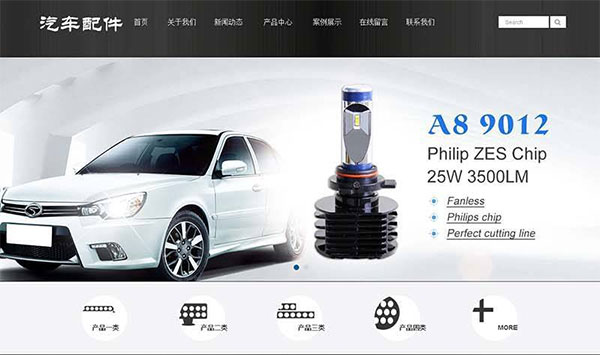 汽车配件
首页 关于我们 新闻动态 产品中心 案例展示 在线留言 联系我们
Search
A8 9012
Philip ZES Chip
25W 3500LM
Fanless
Philips chip
Perfect cutting line
产品一类 产品二类 产品三类 产品四类 MORE